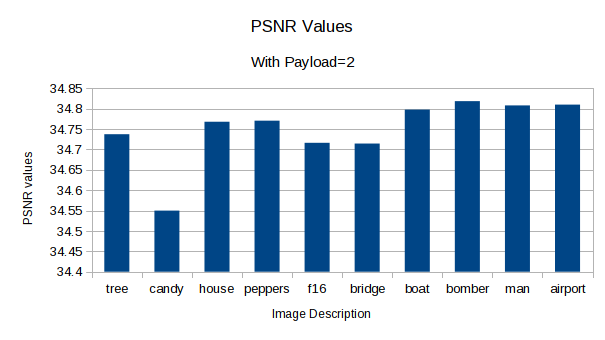 PSNR Values
With Payload=2
PSNR values
34.85
34.8
34.75
34.7
34.65
34.6
34.55
34.5
34.45
34.4
tree candy house peppers f16 bridge boat bomber man airport
Image Description